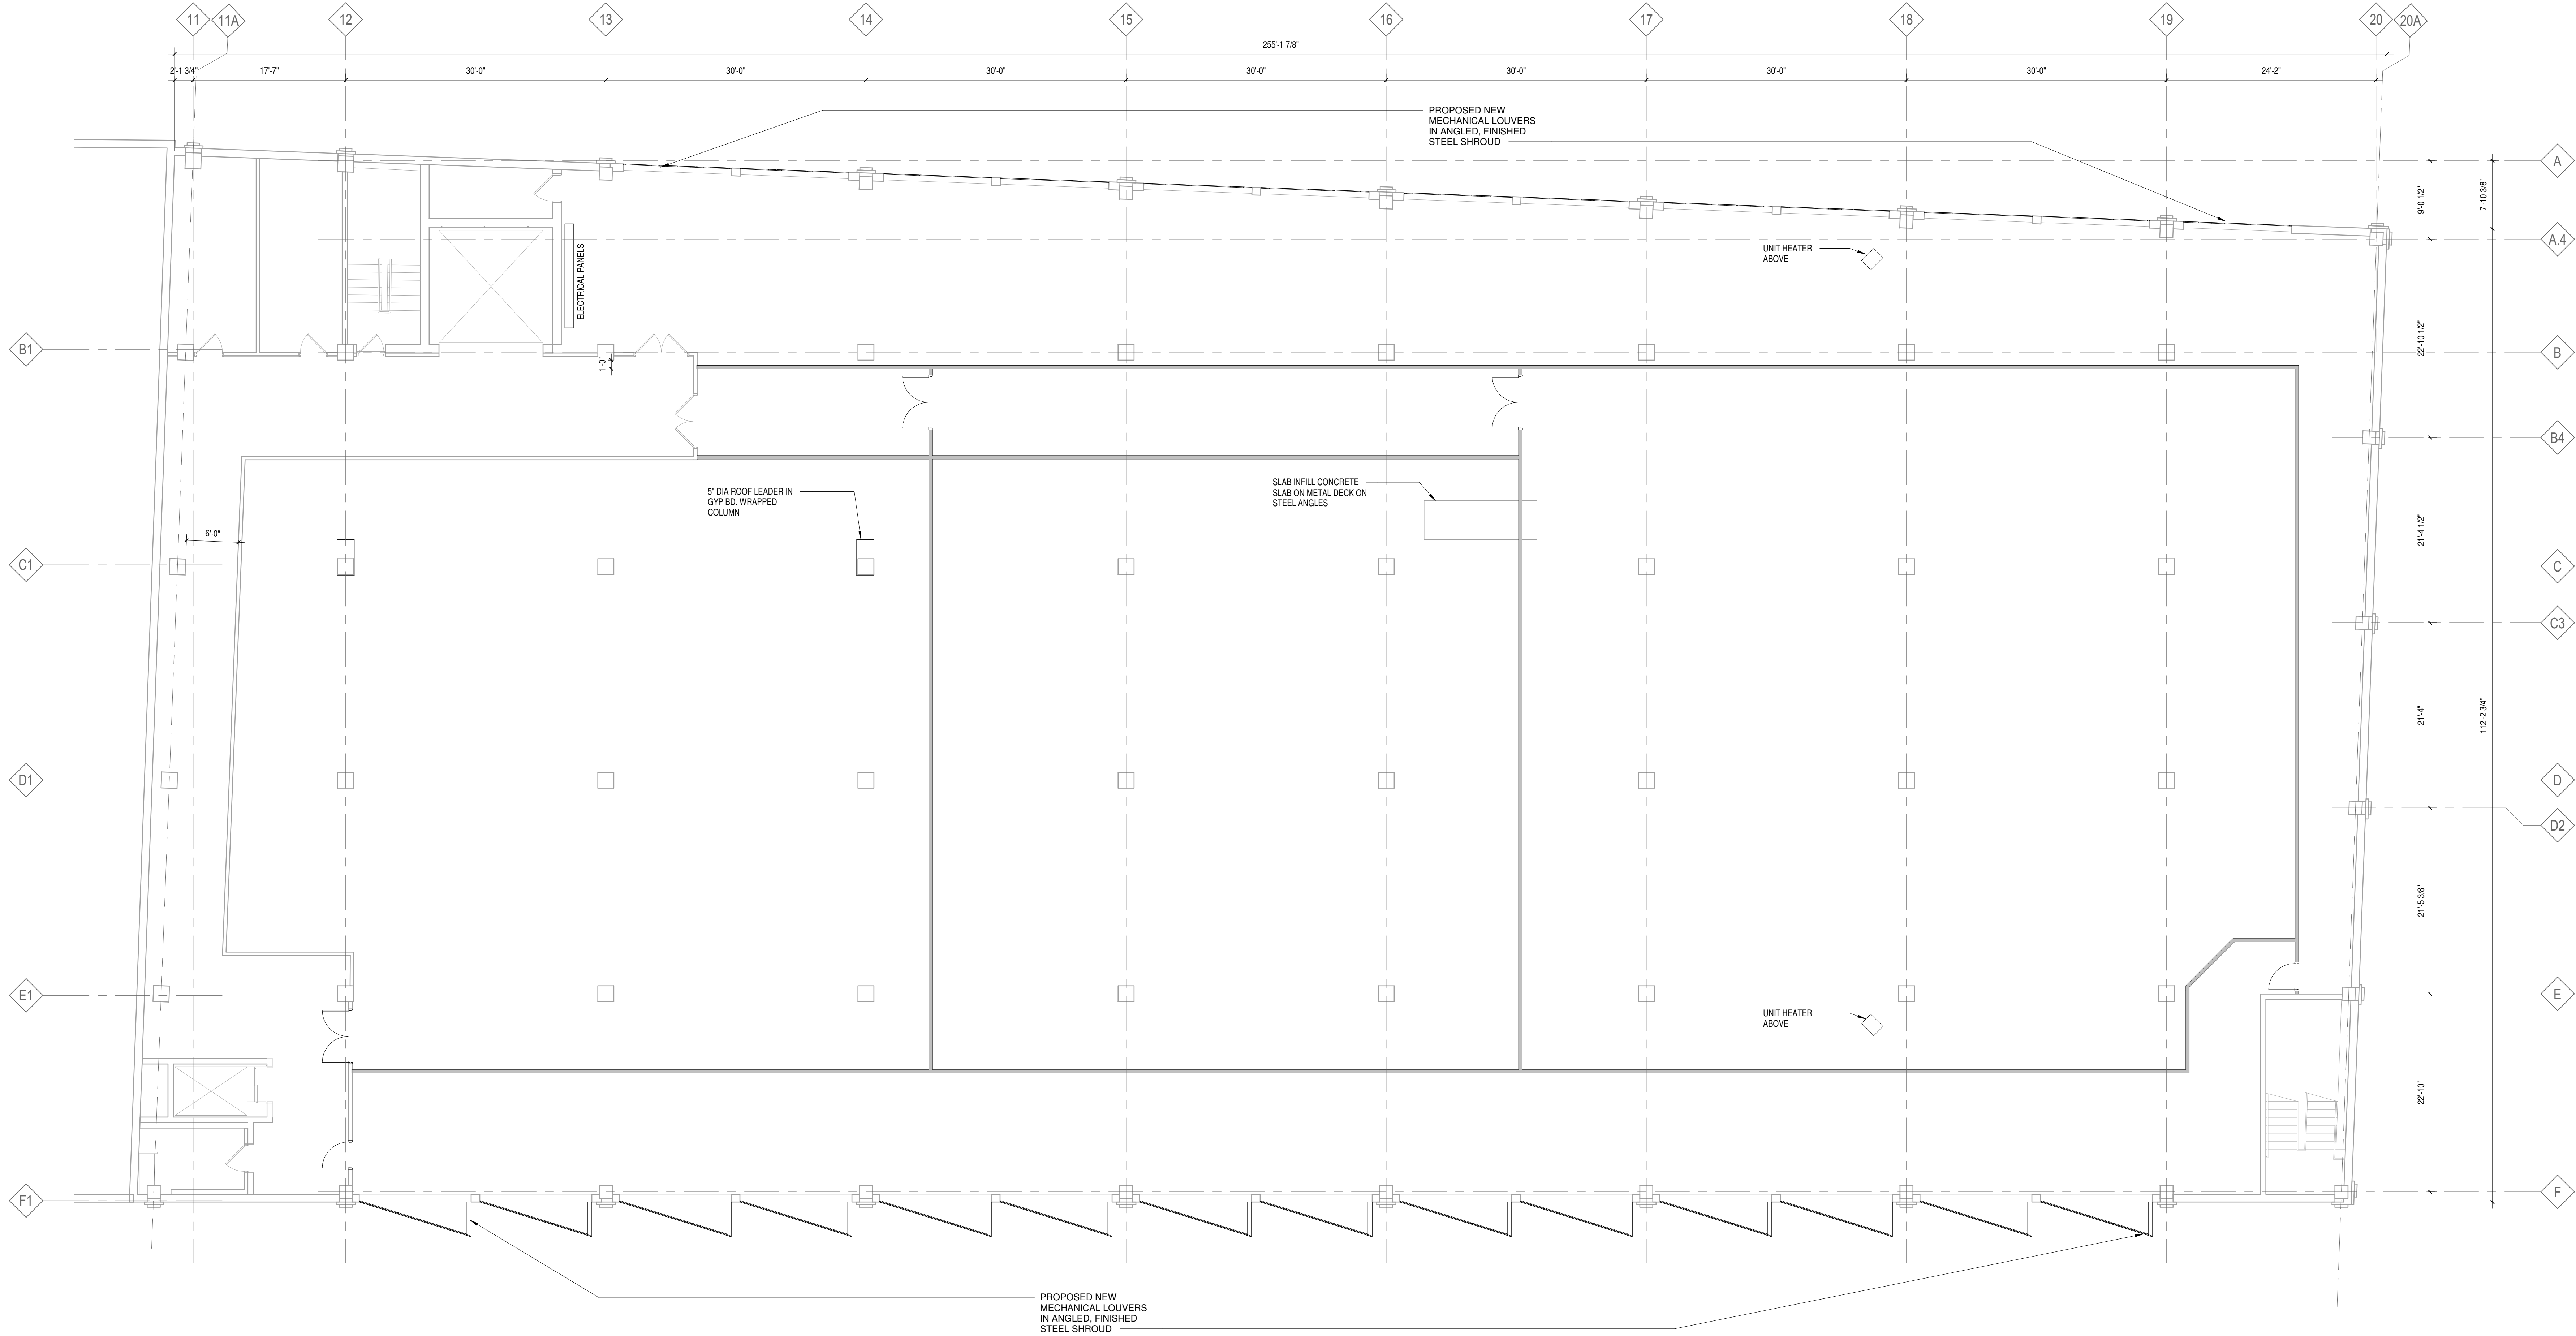 11
11A
12
13
14
15
16
17
18
19
20
20A
255'-1 7/8"
2'-1 3/4"
17'-7"
30'-0"
30'-0"
30'-0"
30'-0"
30'-0"
30'-0"
30'-0"
24'-2"
PROPOSED NEW
MECHANICAL LOUVERS
IN ANGLED, FINISHED
STEEL SHROUD
A
9'-0 1/2"
7'-10 3/8"
A.4
UNIT HEATER
ABOVE
ELECTRICAL PANELS
B1
1'-0"
22'-10 1/2"
B
B4
5" DIA ROOF LEADER IN
GYP BD. WRAPPED
COLUMN
SLAB INFILL CONCRETE
SLAB ON METAL DECK ON
STEEL ANGLES
6'-0"
21'-4 1/2"
C1
C
C3
21'-4"
112'-2 3/4"
D1
D
D2
21'-5 3/8"
E1
E
UNIT HEATER
ABOVE
22'-10"
F1
F
PROPOSED NEW
MECHANICAL LOUVERS
IN ANGLED, FINISHED
STEEL SHROUD